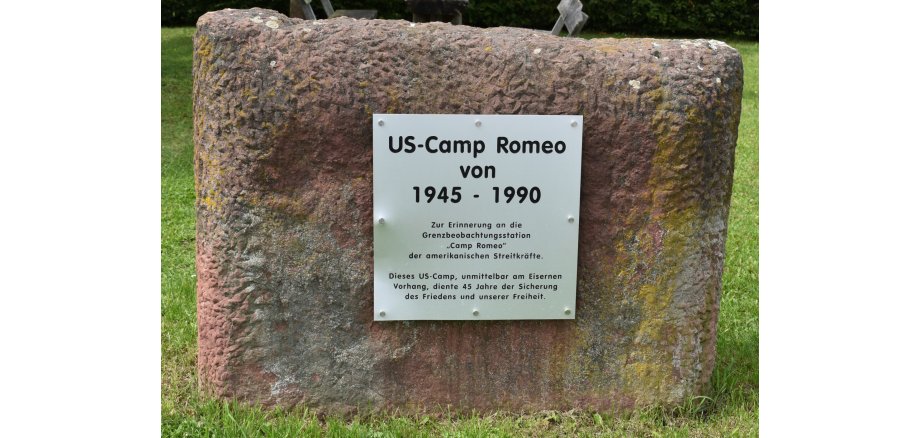 US-Camp Romeo
von
1945 - 1990
Zur Erinnerung an die
Grenzbeobachtungsstation
„Camp Romeo“
der amerikanischen Streitkräfte.
Dieses US-Camp, unmittelbar am Eisernen
Vorhang, diente 45 Jahre der Sicherung
des Friedens und unserer Freiheit.